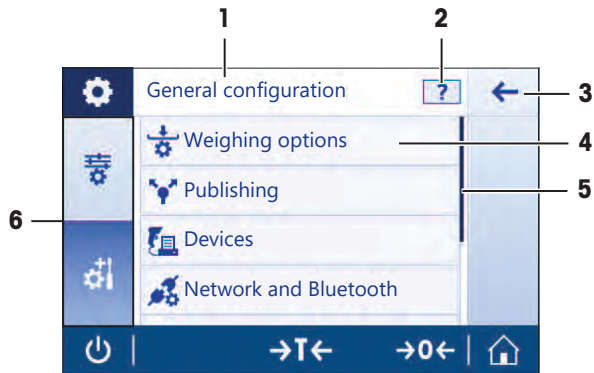 1
2
General configuration
?
3
Weighing options
4
Publishing
5
6
Devices
Network and Bluetooth
→T←
→0←